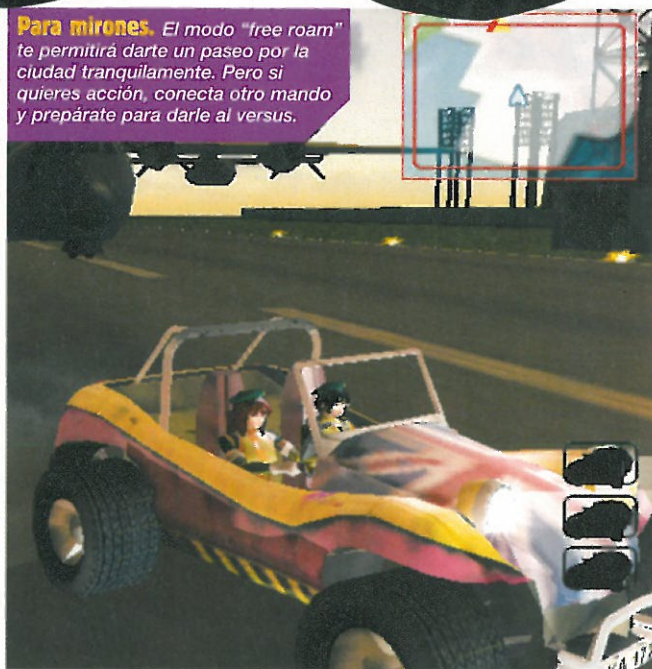 Para mirones. El modo "free roam"
te permitirá darte un paseo por la
ciudad tranquilamente. Pero si
quieres acción, conecta otro mando
y prepárate para darle al versus.